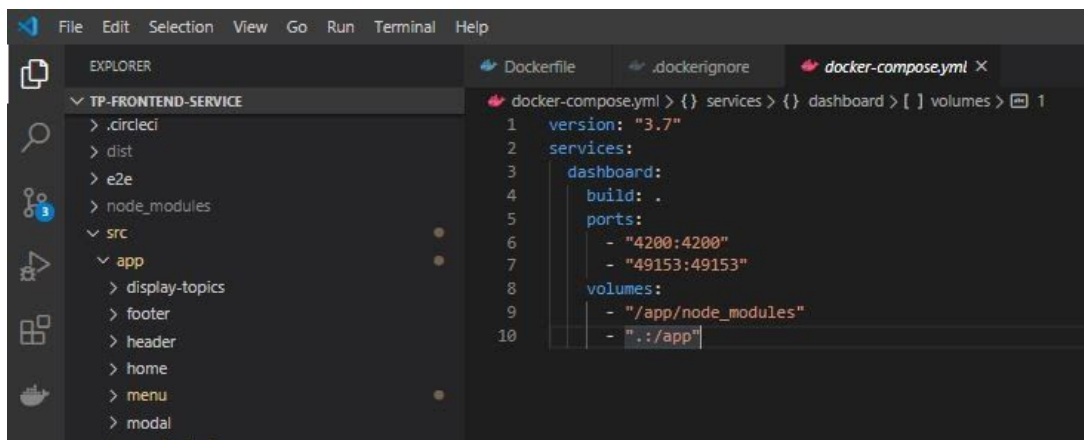 File Edit Selection View Go Run Terminal Help
EXPLORER
TP-FRONTEND-SERVICE
> .circleci
> dist
> e2e
> node_modules
src
app
> display-topics
> footer
> header
> home
> menu
> modal
3
Dockerfile .dockerignore docker-compose.yml ×
docker-compose.yml > {} services > {} dashboard > [ ] volumes > abc 1
1 version: "3.7"
2 services:
3 dashboard:
4 build: .
5 ports:
6 - "4200:4200"
7 - "49153:49153"
8 volumes:
9 - "/app/node_modules"
10 - ".:/app"